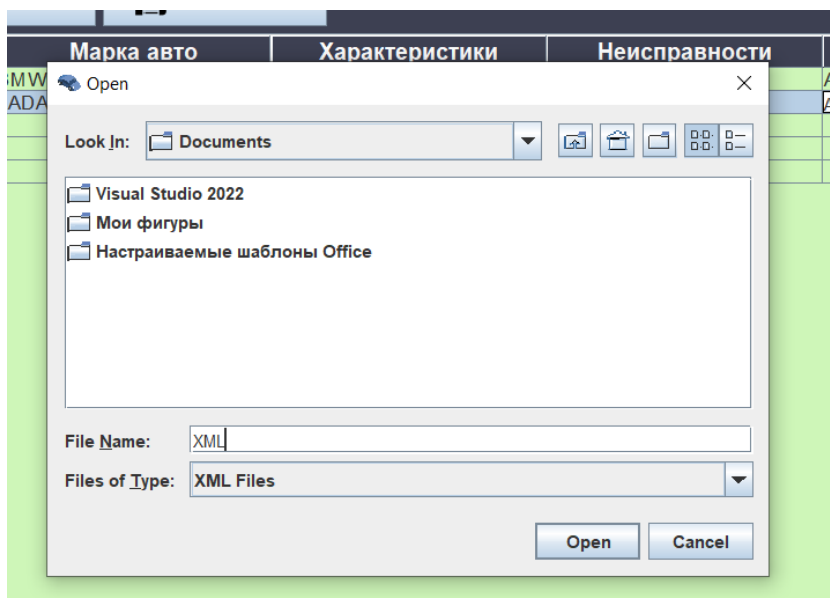 Марка авто Характеристики Неисправности
Open
Look In: Documents
Visual Studio 2022
Мои фигуры
Настраиваемые шаблоны Office
File Name: XML
Files of Type: XML Files
Open Cancel